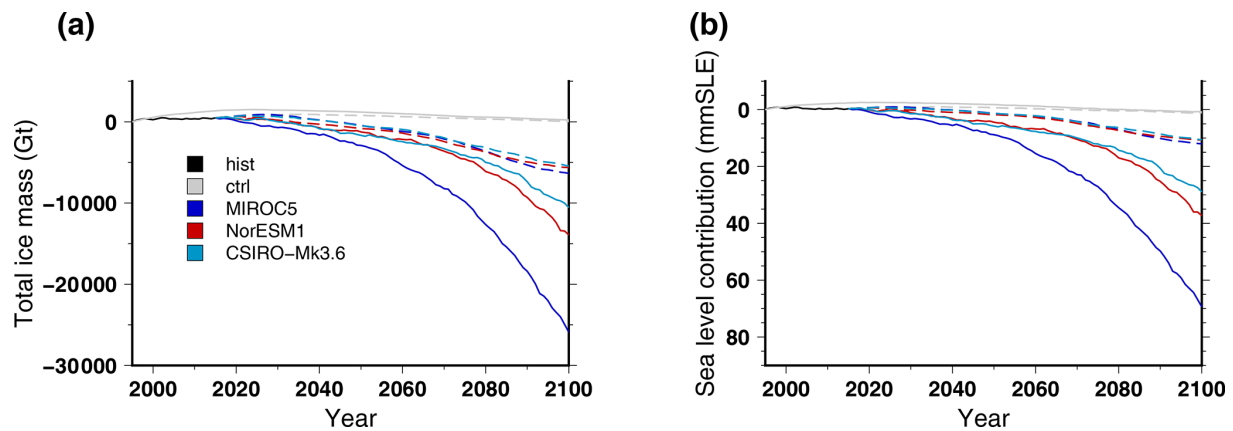 (a)
Total ice mass (Gt)
0
−10000
−20000
−30000
hist
ctrl
MIROC5
NorESM1
CSIRO−Mk3.6
2000 2020 2040 2060 2080 2100
Year
(b)
Sea level contribution (mmSLE)
0
20
40
60
80
2000 2020 2040 2060 2080 2100
Year